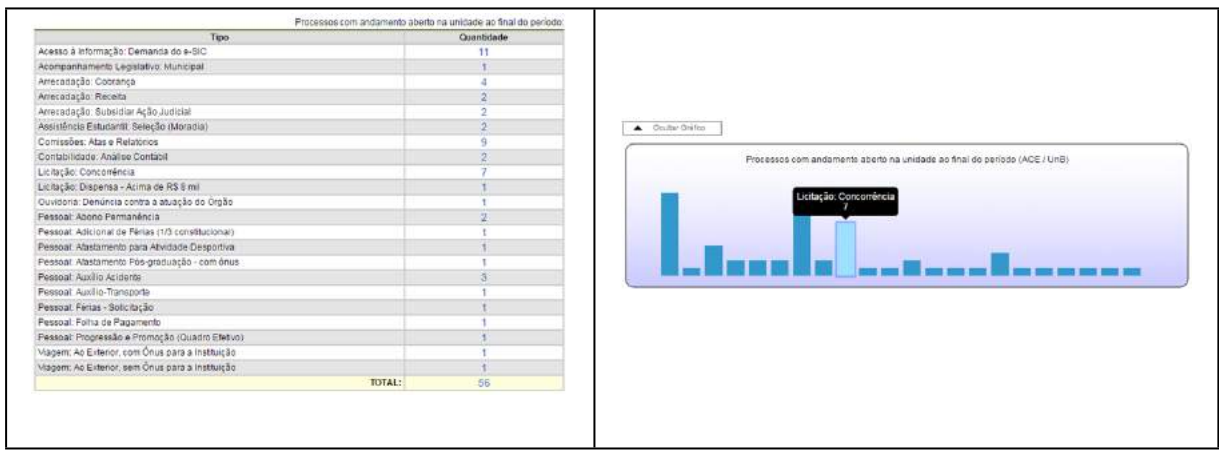 Processos com andamento aberto na unidade ao final do período:
Tipo Quantidade
Acesso à Informação: Demanda do e-SIC 11
Acompanhamento Legislativo: Municipal 1
Arrecadação: Cobrança 4
Arrecadação: Receita 2
Arrecadação: Subsidiar Ação Judicial 2
Assistência Estudantil: Seleção (Moradia) 2
Comissões: Atas e Relatórios 9
Contabilidade: Análise Contábil 2
Licitação: Concorrência 7
Licitação: Dispensa - Acima de R$ 8 mil 1
Ouvidoria: Denúncia contra a atuação do Órgão 1
Pessoal: Abono Permanência 2
Pessoal: Adicional de Férias (1/3 constitucional) 1
Pessoal: Afastamento para Atividade Desportiva 1
Pessoal: Afastamento Pós-graduação - com ônus 1
Pessoal: Auxílio Acidente 3
Pessoal: Auxílio-Transporte 1
Pessoal: Férias - Solicitação 1
Pessoal: Folha de Pagamento 1
Pessoal: Progressão e Promoção (Quadro Efetivo) 1
Viagem: Ao Exterior, com Ônus para a Instituição 1
Viagem: Ao Exterior, sem Ônus para a Instituição 1
TOTAL: 56
Ocultar Gráfico
Processos com andamento aberto na unidade ao final do período (ACE / UnB)
Licitação: Concorrência
7